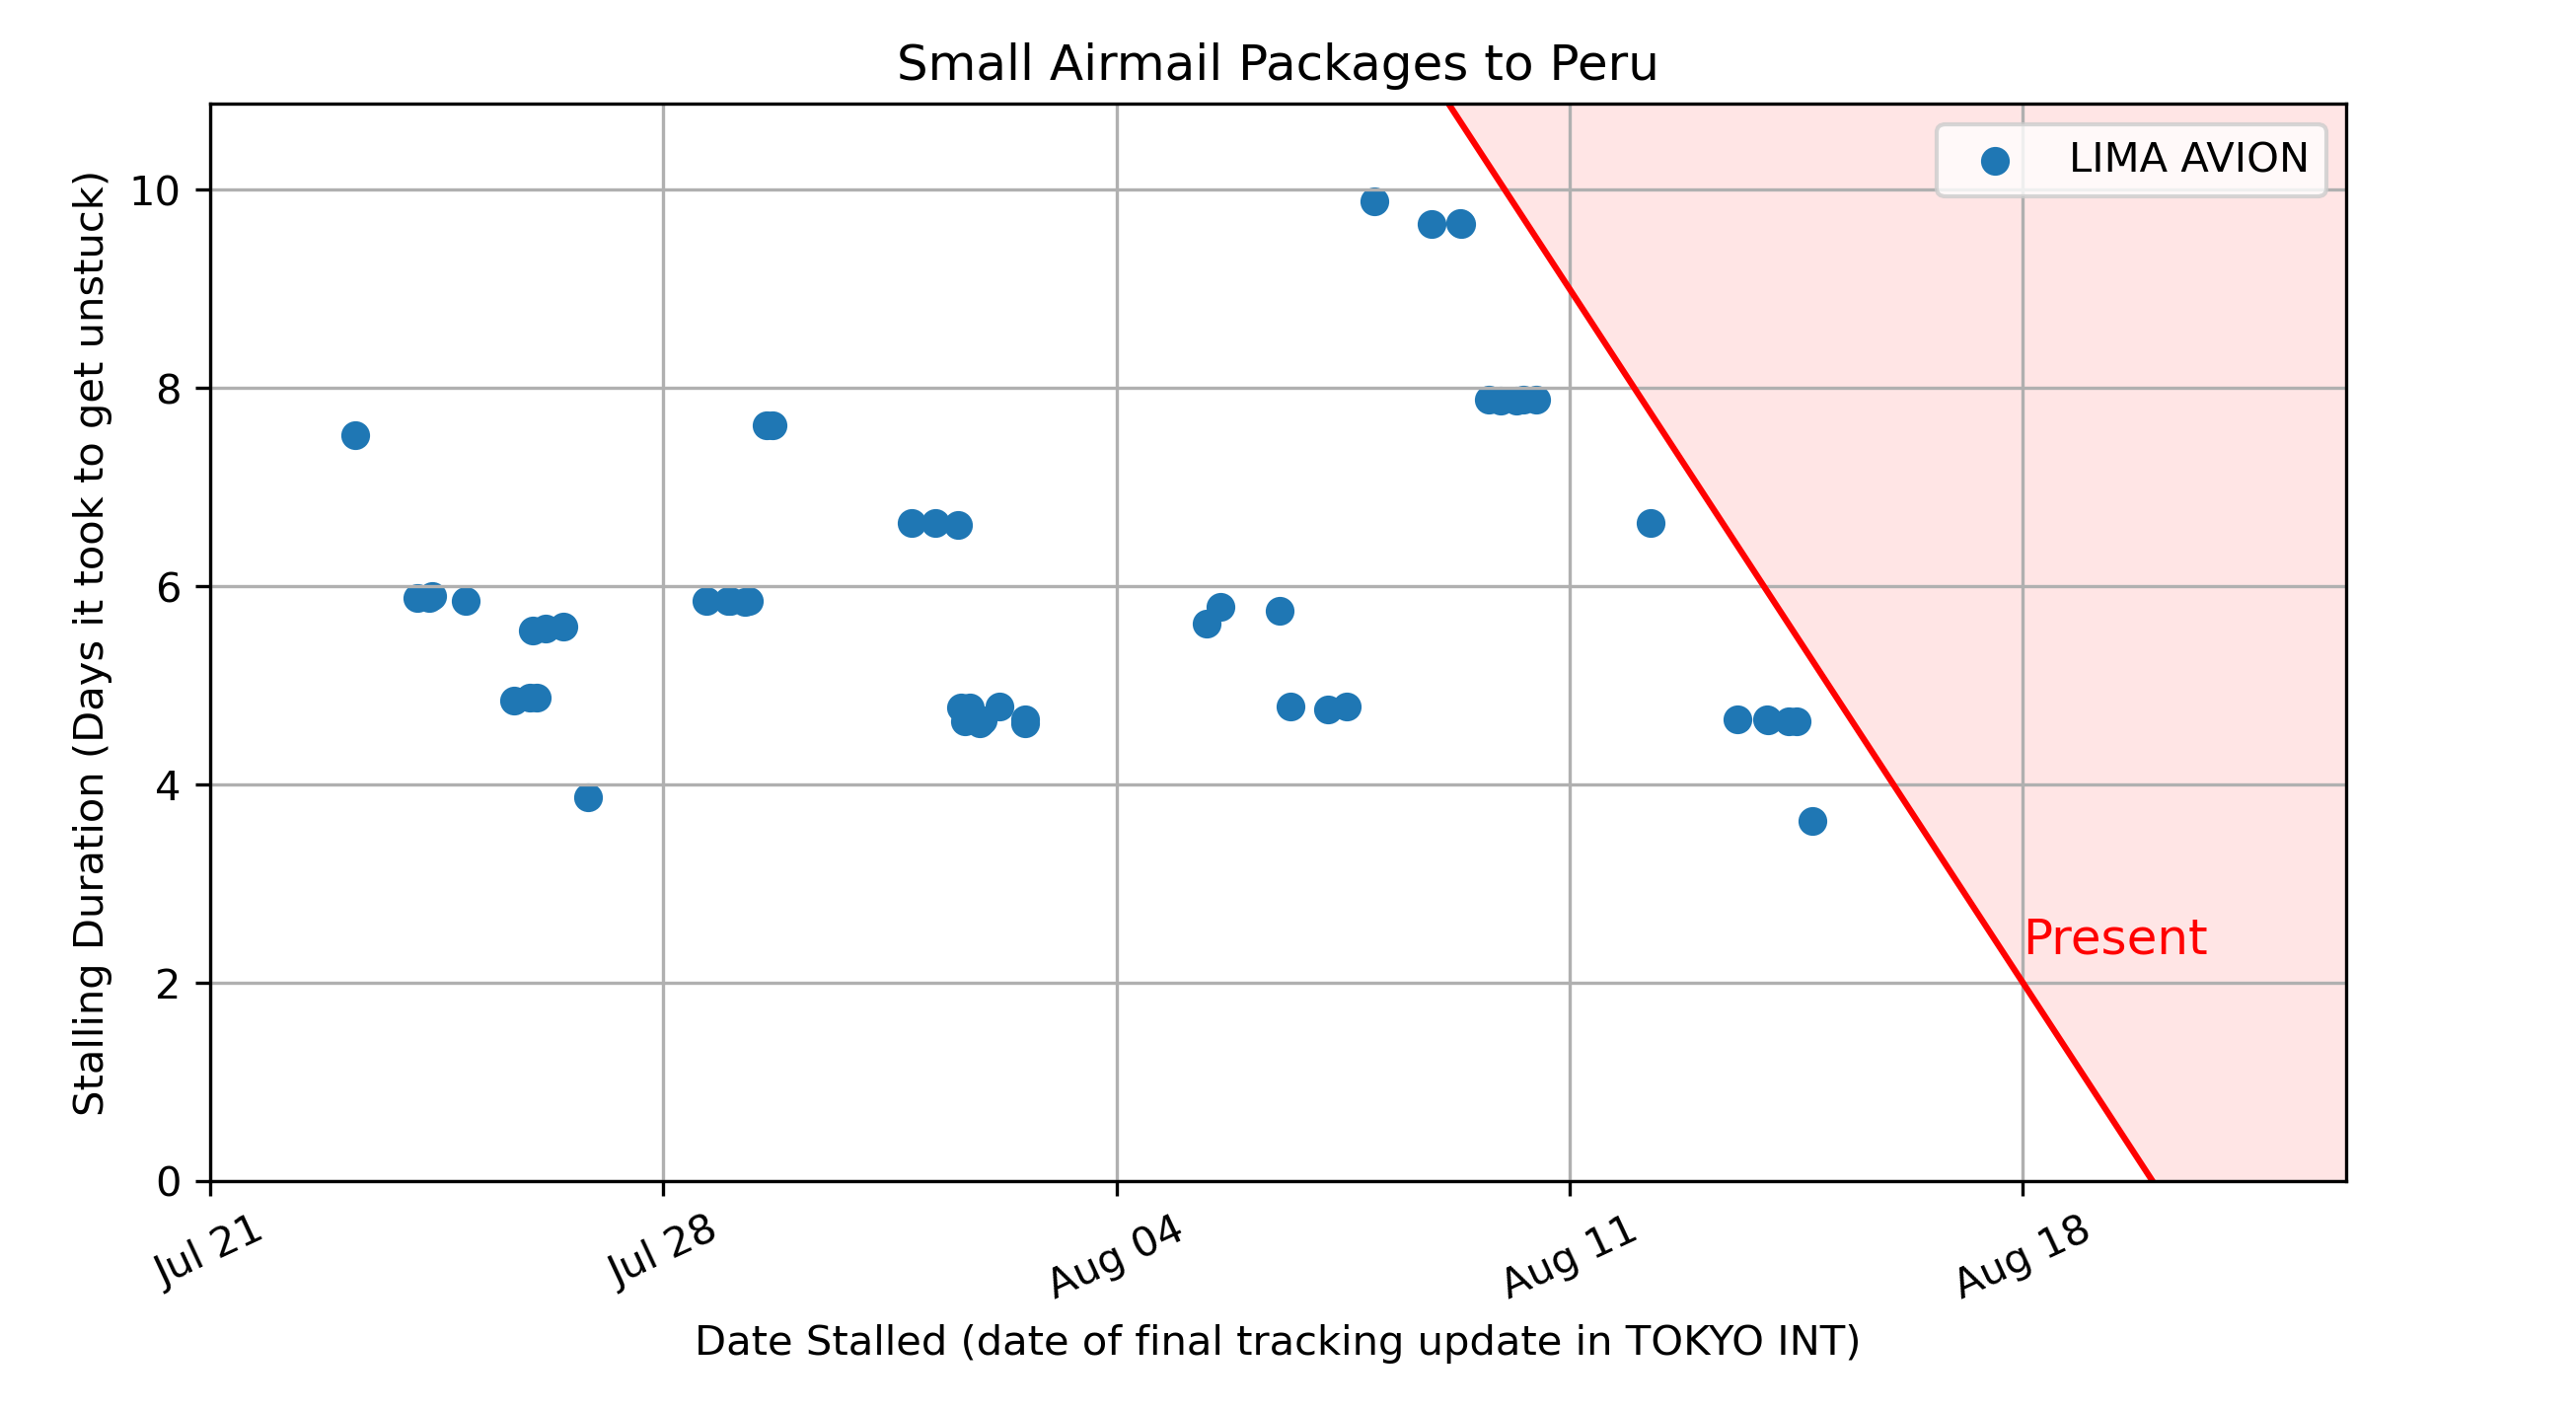 Small Airmail Packages to Peru
LIMA AVION
Stalling Duration (Days it took to get unstuck)
10
8
6
4
2
0
Present
Jul 21
Jul 28
Aug 04
Aug 11
Aug 18
Date Stalled (date of final tracking update in TOKYO INT)